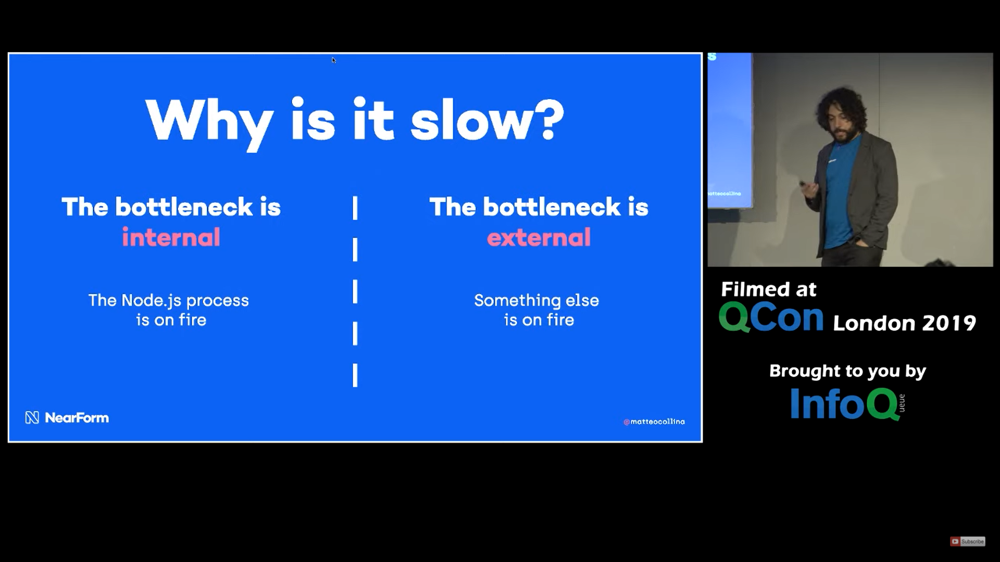 Why is it slow?
The bottleneck is
internal
The Node.js process
is on fire
The bottleneck is
external
Something else
is on fire
NearForm
@matteocollina
s
matteocollina
Filmed at
QCon London 2019
Brought to you by
InfoQ
ueue
Subscribe